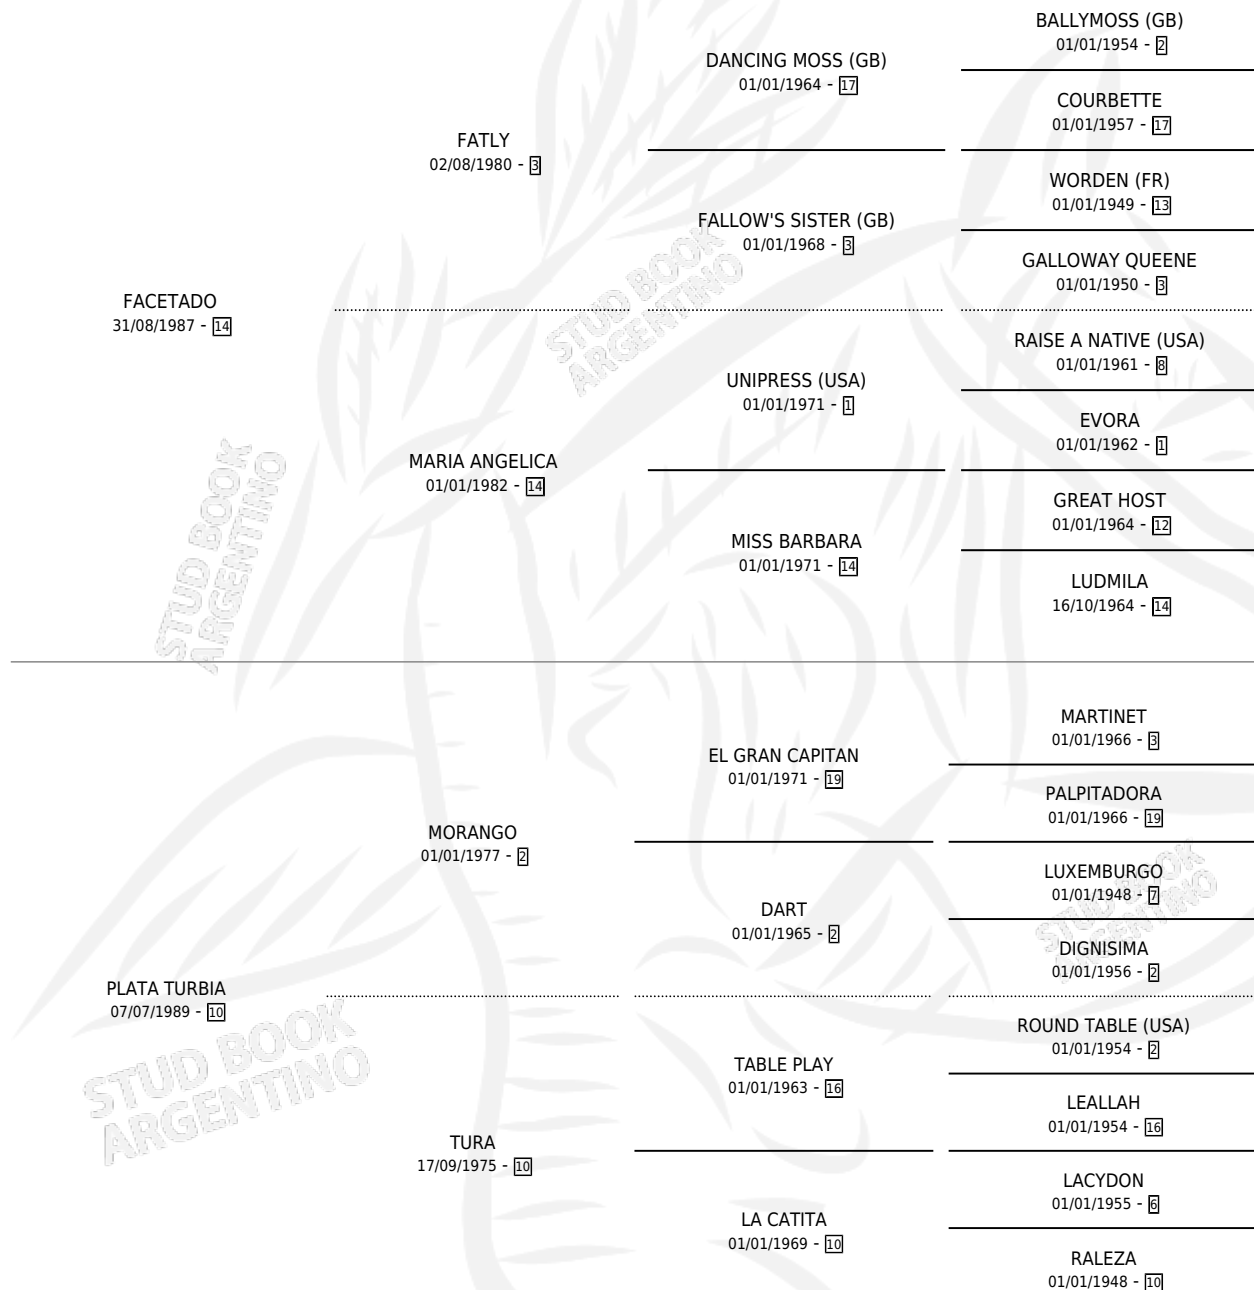 BALLYMOSS (GB)
01/01/1954 - 2
DANCING MOSS (GB)
01/01/1964 - 17
COURBETTE
01/01/1957 - 17
FATLY
02/08/1980 - 3
WORDEN (FR)
01/01/1949 - 13
FALLOW'S SISTER (GB)
01/01/1968 - 3
GALLOWAY QUEENE
01/01/1950 - 3
FACETADO
31/08/1987 - 14
STUD BOOK
ARGENTINO
RAISE A NATIVE (USA)
01/01/1961 - 8
UNIPRESS (USA)
01/01/1971 - 1
EVORA
01/01/1962 - 1
MARIA ANGELICA
01/01/1982 - 14
GREAT HOST
01/01/1964 - 12
MISS BARBARA
01/01/1971 - 14
LUDMILA
16/10/1964 - 14
STUD BOOK
ARGENTINO
MARTINET
01/01/1966 - 3
EL GRAN CAPITAN
01/01/1971 - 19
PALPITADORA
01/01/1966 - 19
MORANGO
01/01/1977 - 2
LUXEMBURGO
01/01/1948 - 7
DART
01/01/1965 - 2
DIGNISIMA
01/01/1956 - 2
STUD BOOK
ARGENTINO
PLATA TURBIA
07/07/1989 - 10
ROUND TABLE (USA)
01/01/1954 - 2
TABLE PLAY
01/01/1963 - 16
LEALLAH
01/01/1954 - 16
STUD BOOK
ARGENTINO
TURA
17/09/1975 - 10
LACYDON
01/01/1955 - 6
LA CATITA
01/01/1969 - 10
RALEZA
01/01/1948 - 10